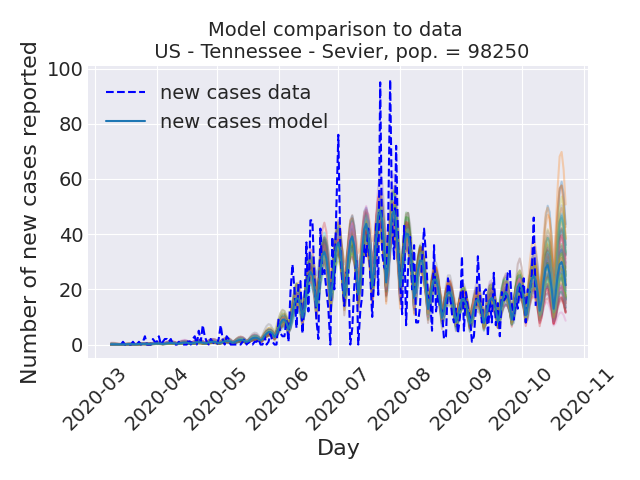 Model comparison to data
US - Tennessee - Sevier, pop. = 98250
Number of new cases reported
100
80
60
40
20
0
new cases data
new cases model
2020-03
2020-04
2020-05
2020-06
2020-07
2020-08
2020-09
2020-10
2020-11
Day